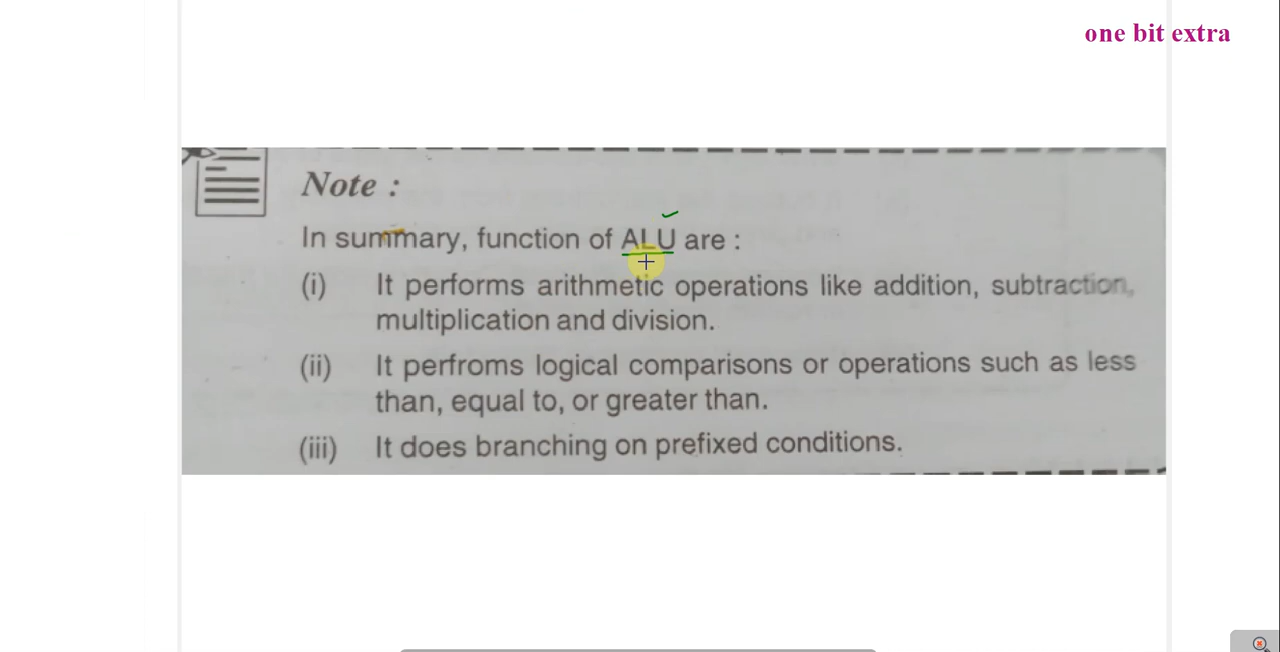 one bit extra
Note :
In summary, function of ALU are :
(i) It performs arithmetic operations like addition, subtraction,
multiplication and division.
(ii) It perfroms logical comparisons or operations such as less
than, equal to, or greater than.
(iii) It does branching on prefixed conditions.